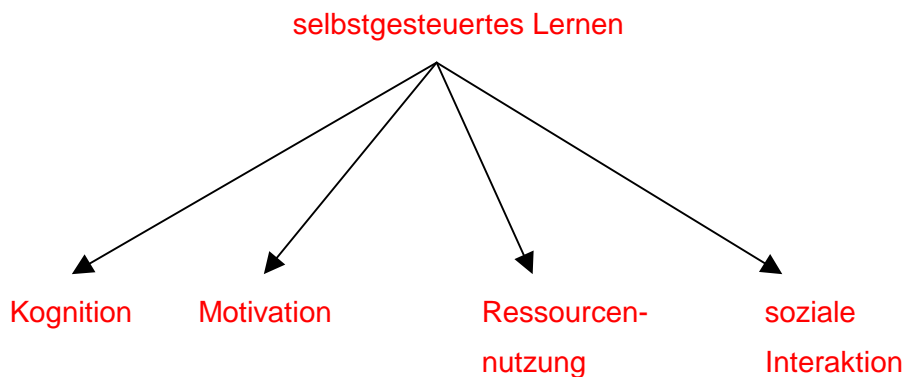 selbstgesteuertes Lernen
Kognition
Motivation
Ressourcen-
nutzung
soziale
Interaktion